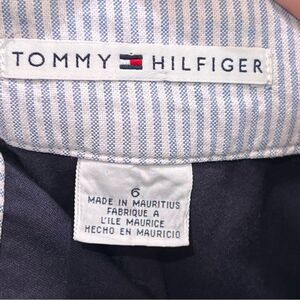 TOMMY HILFIGER
6
MADE IN MAURITIUS
FABRIQUE A
L'ILE MAURICE
HECHO EN MAURICIO